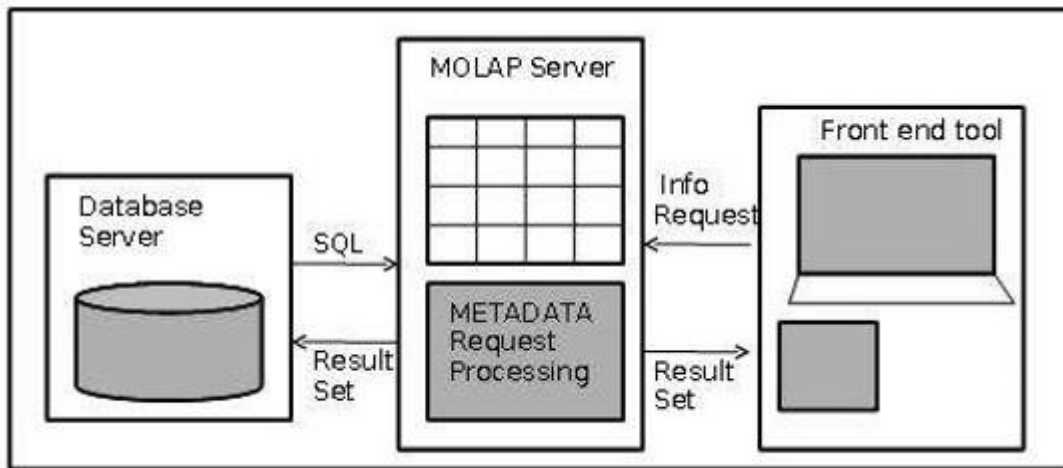 MOLAP Server
Front end tool
Database
Server
SQL
Result
Set
METADATA
Request
Processing
Info
Request
Result
Set